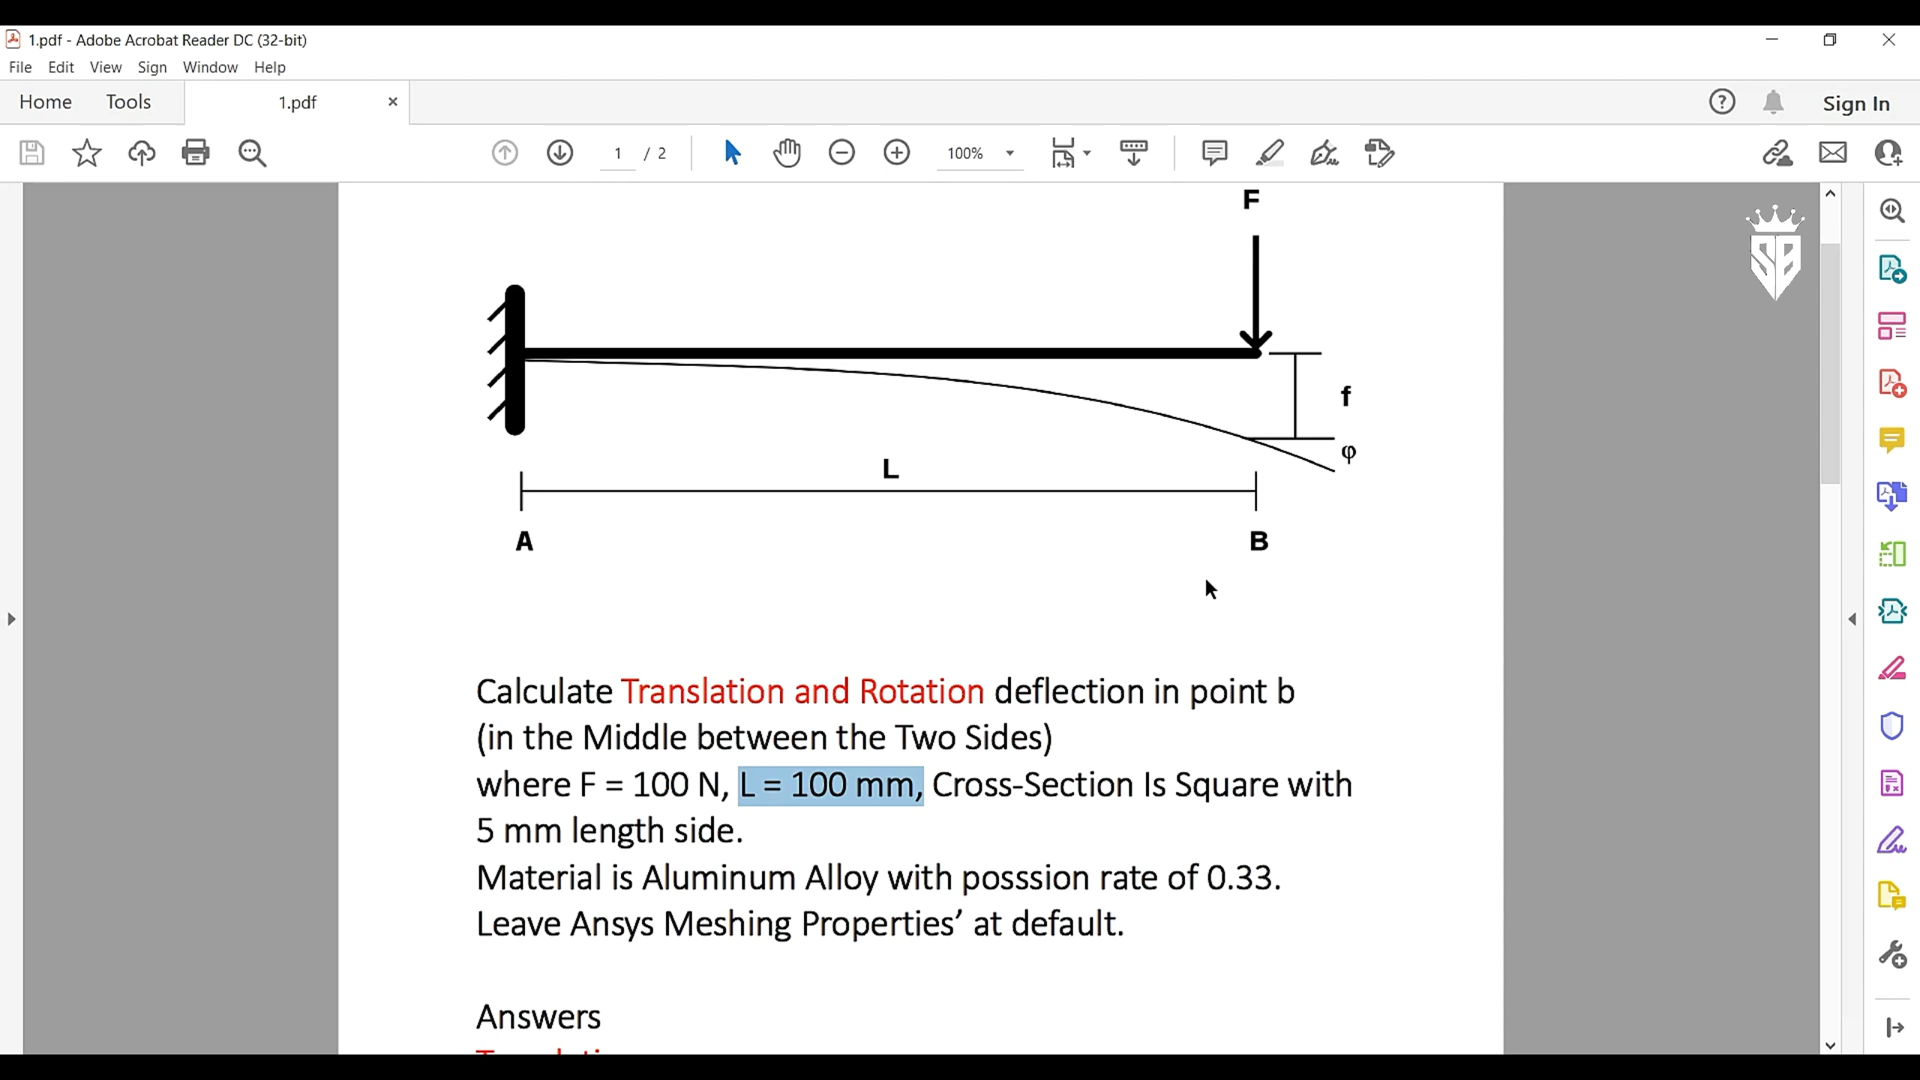 1.pdf - Adobe Acrobat Reader DC (32-bit)
File Edit View Sign Window Help
Home Tools 1.pdf Sign In
1 / 2 100%
F
f
φ
L
A B
Calculate Translation and Rotation deflection in point b
(in the Middle between the Two Sides)
where F = 100 N, L = 100 mm, Cross-Section Is Square with
5 mm length side.
Material is Aluminum Alloy with posssion rate of 0.33.
Leave Ansys Meshing Properties’ at default.
Answers
SB